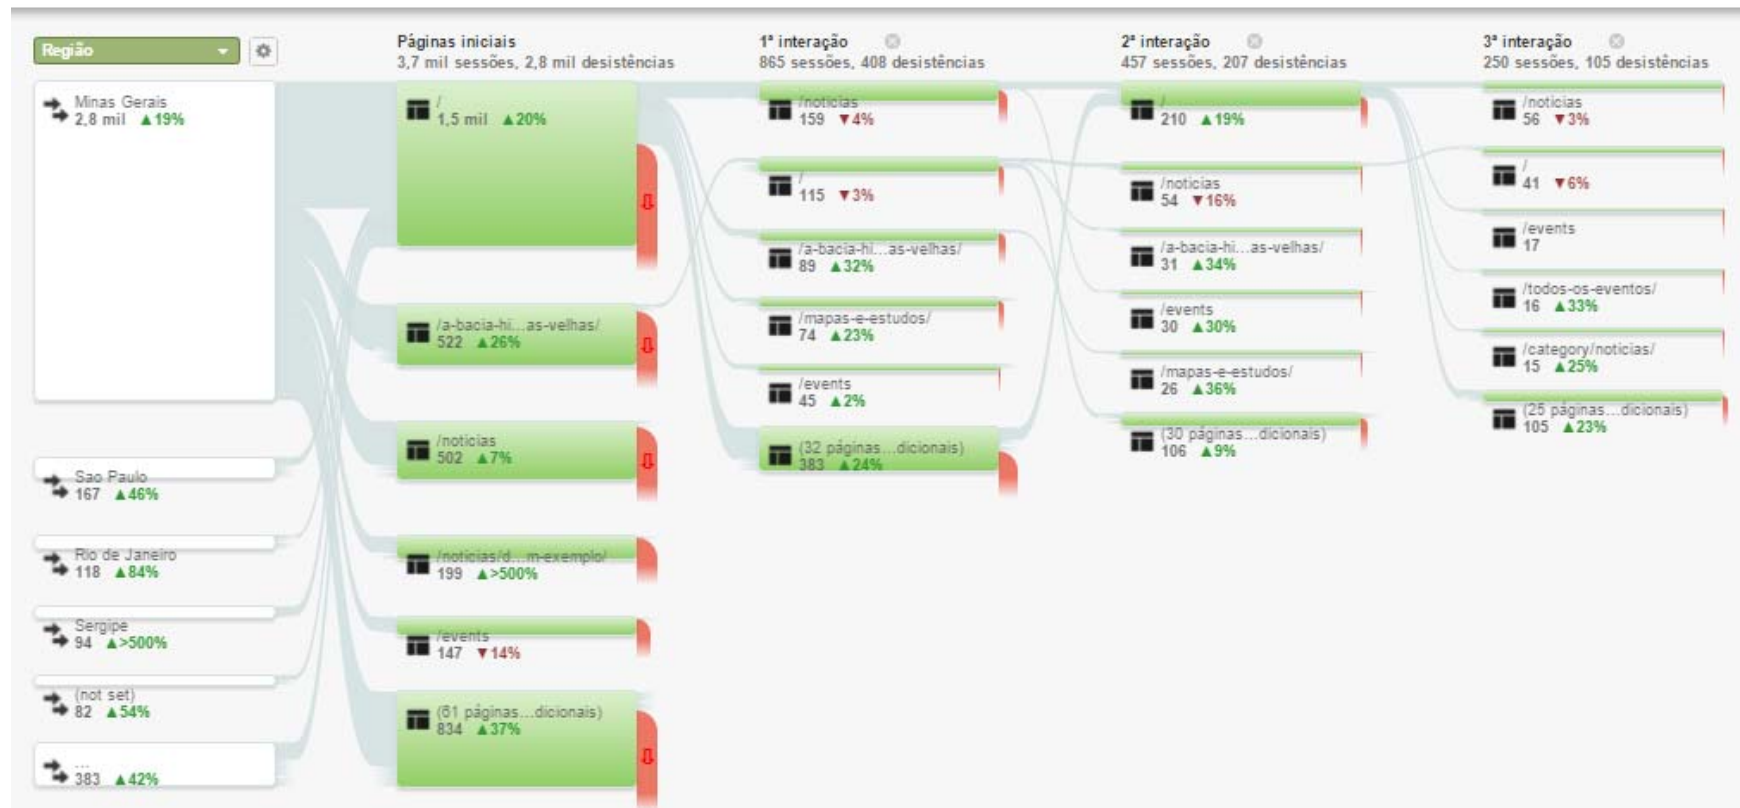 Região
Minas Gerais
2,8 mil ▲19%
Sao Paulo
167 ▲46%
Rio de Janeiro
118 ▲84%
Sergipe
94 ▲>500%
(not set)
82 ▲54%
...
383 ▲42%
Páginas iniciais
3,7 mil sessões, 2,8 mil desistências
/
1,5 mil ▲20%
/a-bacia-hi...as-velhas/
522 ▲26%
/noticias
502 ▲7%
/noticias/d...m-exemplo/
199 ▲>500%
/events
147 ▼14%
(61 páginas...dicionais)
834 ▲37%
1ª interação
865 sessões, 408 desistências
/noticias
159 ▼4%
/
115 ▼3%
/a-bacia-hi...as-velhas/
89 ▲32%
/mapas-e-estudos/
74 ▲23%
/events
45 ▲2%
(32 páginas...dicionais)
383 ▲24%
2ª interação
457 sessões, 207 desistências
/
210 ▲19%
/noticias
54 ▼16%
/a-bacia-hi...as-velhas/
31 ▲34%
/events
30 ▲30%
/mapas-e-estudos/
26 ▲36%
(30 páginas...dicionais)
106 ▲9%
3ª interação
250 sessões, 105 desistências
/noticias
56 ▼3%
/
41 ▼6%
/events
17
/todos-os-eventos/
16 ▲33%
/category/noticias/
15 ▲25%
(25 páginas...dicionais)
105 ▲23%